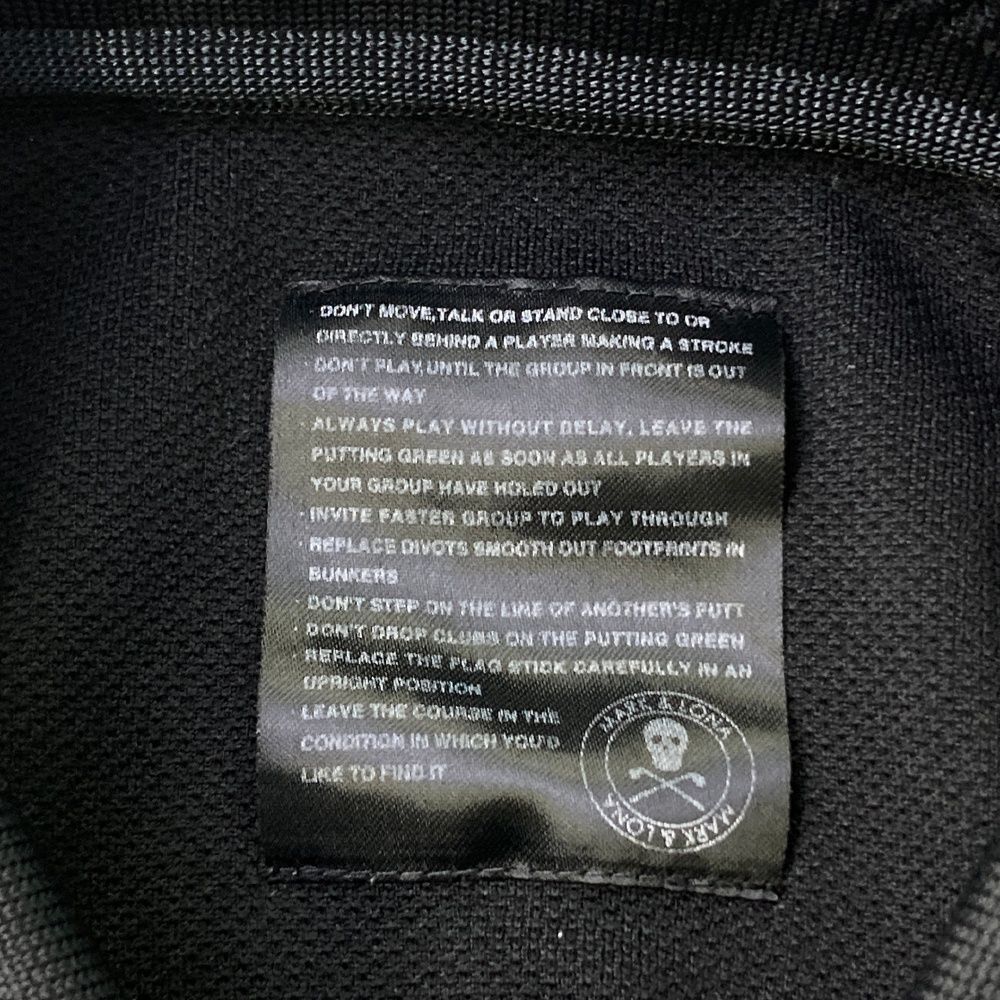 · DON'T MOVE,TALK OR STAND CLOSE TO OR
DIRECTLY BEHIND A PLAYER MAKING A STROKE
· DON'T PLAY,UNTIL THE GROUP IN FRONT IS OUT
OF THE WAY
· ALWAYS PLAY WITHOUT DELAY, LEAVE THE
PUTTING GREEN AS SOON AS ALL PLAYERS IN
YOUR GROUP HAVE HOLED OUT
· INVITE FASTER GROUP TO PLAY THROUGH
· REPLACE DIVOTS SMOOTH OUT FOOTPRINTS IN
BUNKERS
· DON'T STEP ON THE LINE OF ANOTHER'S PUTT
· DON'T DROP CLUBS ON THE PUTTING GREEN
REPLACE THE FLAG STICK CAREFULLY IN AN
UPRIGHT POSITION
· LEAVE THE COURSE IN THE
CONDITION IN WHICH YOU'D
LIKE TO FIND IT
MARK & LONA
MARK & LONA